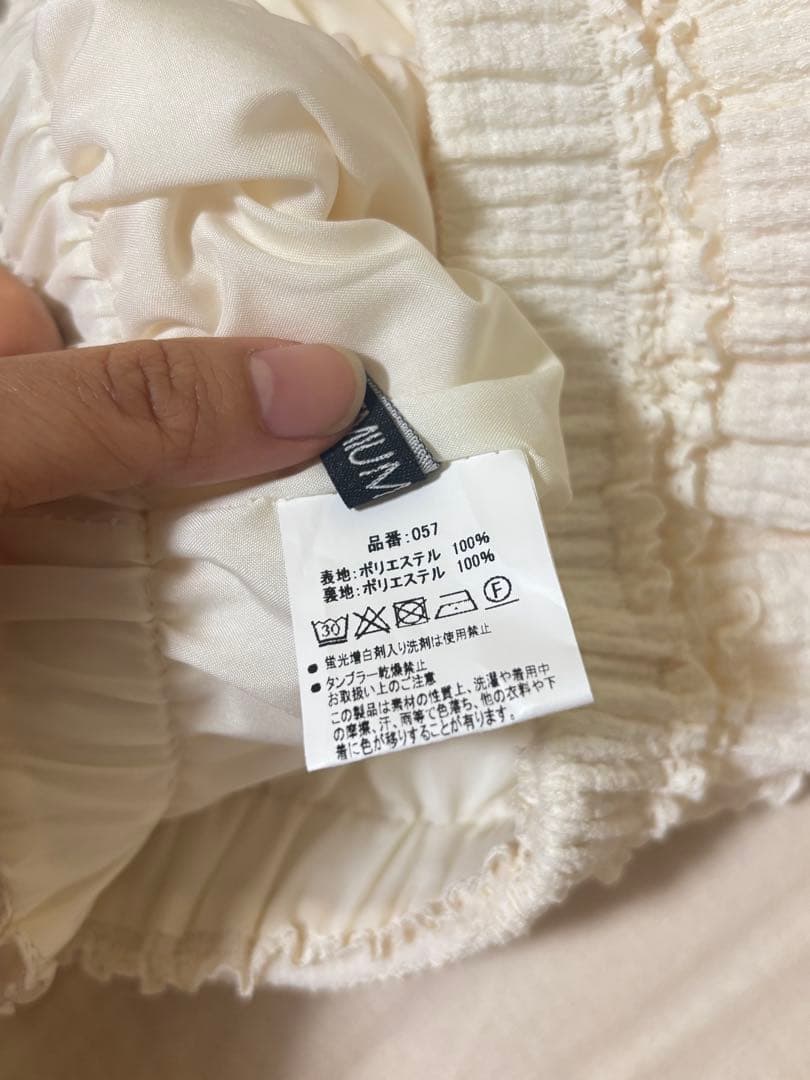 MIUM
品番:057
表地:ポリエステル 100%
裏地:ポリエステル 100%
30 F
● 蛍光増白剤入り洗剤は使用禁止
● タンブラー乾燥禁止
お取扱い上のご注意
この製品は素材の性質上、洗濯や着用中
の摩擦、汗、雨等で色落ち、他の衣料や下
着に色が移りすることが有ります。